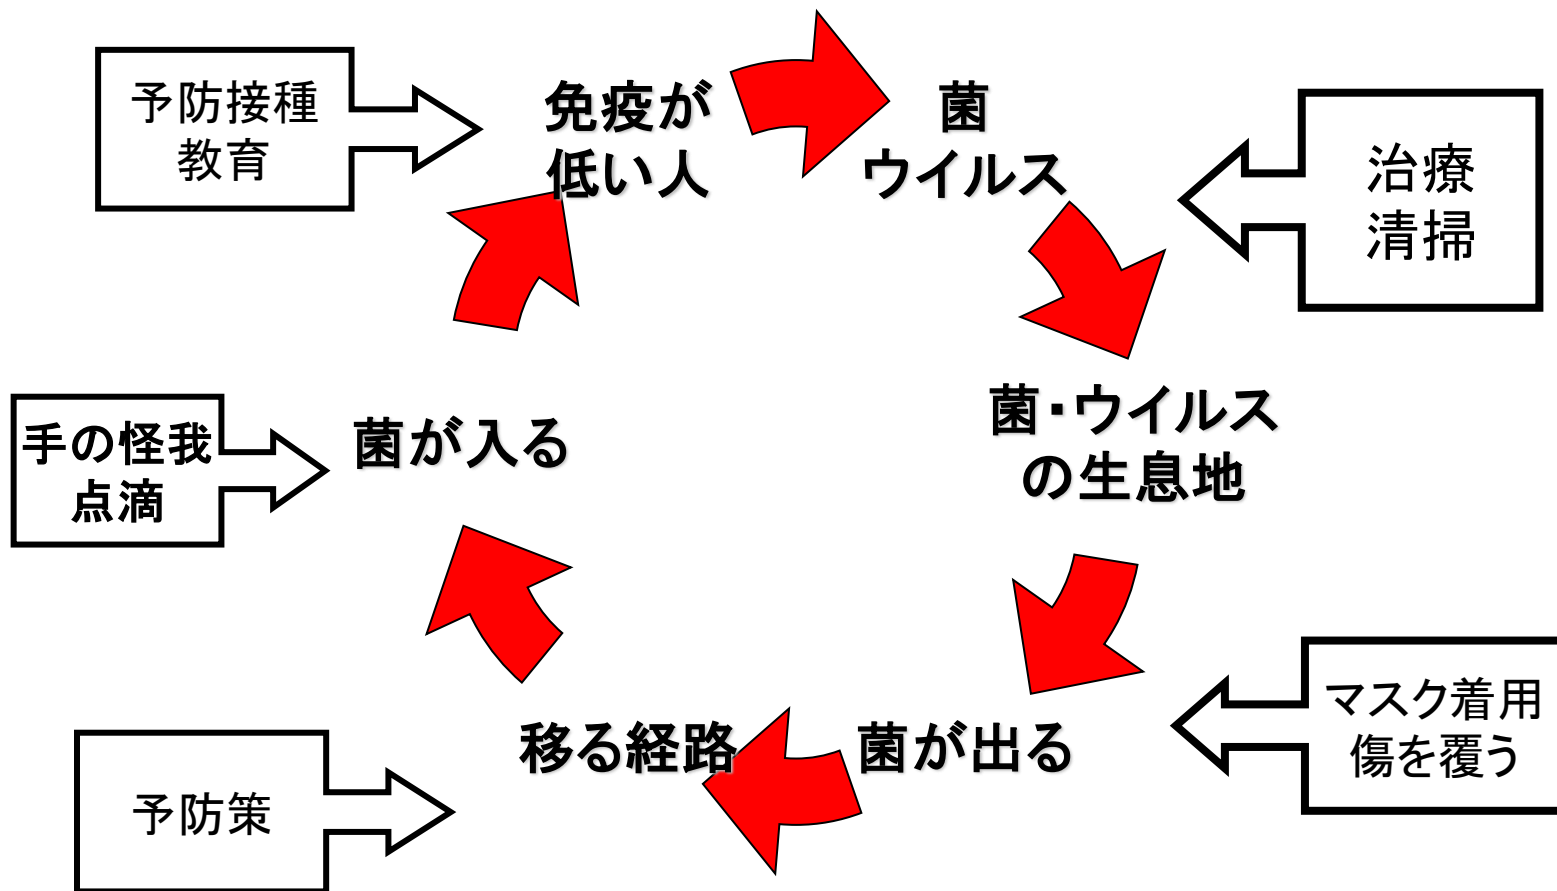 予防接種
教育
免疫が
低い人
菌
ウイルス
治療
清掃
手の怪我
点滴
菌が入る
菌・ウイルス
の生息地
予防策
移る経路
菌が出る
マスク着用
傷を覆う